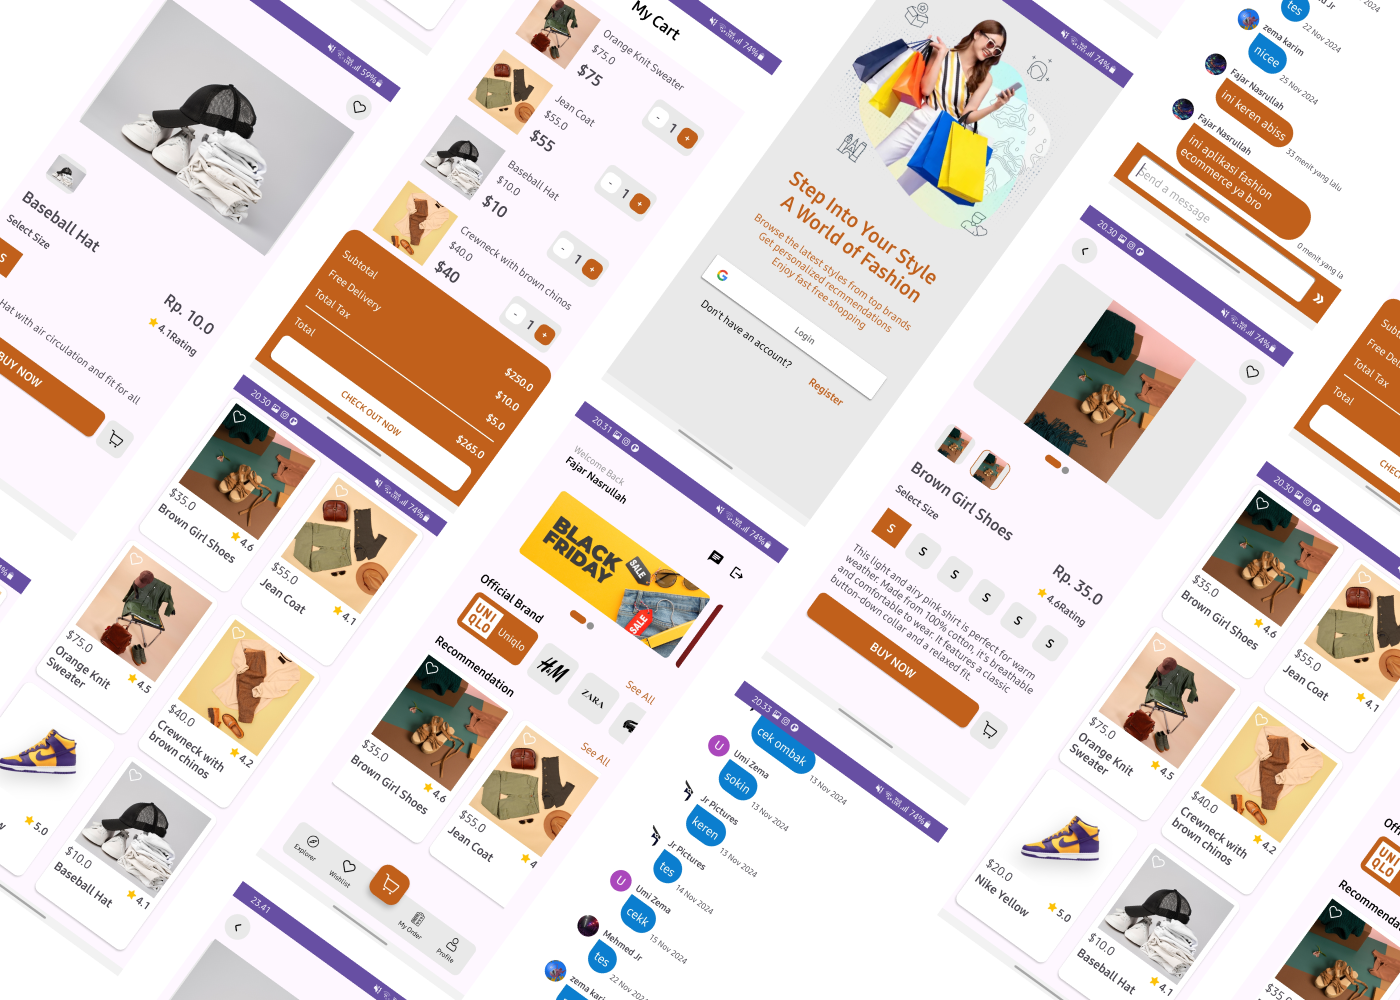 59%
Baseball Hat
Select Size
S
Rp. 10.0
4.1Rating
Hat with air circulation and fit for all
BUY NOW
My Cart
74%
Orange Knit Sweater
$75.0
$75
- 1 +
Jean Coat
$55.0
$55
- 1 +
Baseball Hat
$10.0
$10
- 1 +
Crewneck with brown chinos
$40.0
$40
- 1 +
Subtotal
$250.0
Free Delivery
$10.0
Total Tax
$5.0
Total
$265.0
CHECK OUT NOW
74%
Step Into Your Style
A World of Fashion
Browse the latest styles from top brands
Get personalized recmmendations
Enjoy fast free shopping
Login
Don't have an account?
Register
tes
22 Nov 2024
zema karim
nicee
25 Nov 2024
Fajar Nasrullah
ini keren abiss
33 menit yang lalu
Fajar Nasrullah
ini aplikasi fashion
ecommerce ya bro
0 menit yang la
Send a message
20.30
74%
Brown Girl Shoes
Select Size
S
S
S
S
S
S
Rp. 35.0
4.6Rating
This light and airy pink shirt is perfect for warm
weather. Made from 100% cotton, it's breathable
and comfortable to wear. It features a classic
button-down collar and a relaxed fit.
BUY NOW
Subt
Free Del
Total Tax
Total
CHEC
20.30
74%
$35.0
Brown Girl Shoes
4.6
$55.0
Jean Coat
4.1
$75.0
Orange Knit
Sweater
4.5
$40.0
Crewneck with
brown chinos
4.2
5.0
$10.0
Baseball Hat
4.1
20.31
74%
Welcome Back
Fajar Nasrullah
BLACK
FRIDAY
SALE
SALE
Official Brand
See All
UNI
QLO
Uniqlo
H&M
ZARA
Recommendation
See All
$35.0
Brown Girl Shoes
4.6
$55.0
Jean Coat
4
Explorer
Wishlist
My Order
Profile
23.41
20.33
74%
cek ombak
13 Nov 2024
U
Umi Zema
sokin
13 Nov 2024
Jr Pictures
keren
13 Nov 2024
Jr Pictures
tes
14 Nov 2024
U
Umi Zema
cekk
15 Nov 2024
Mehmed Jr
tes
22 Nov 202
zema kari
20.30
$35.0
Brown Girl Shoes
4.6
$55.0
Jean Coat
4.1
$75.0
Orange Knit
Sweater
4.5
$40.0
Crewneck with
brown chinos
4.2
$20.0
Nike Yellow
5.0
$10.0
Baseball Hat
4.1
Off
UNI
QLO
Recommenda
$35.0